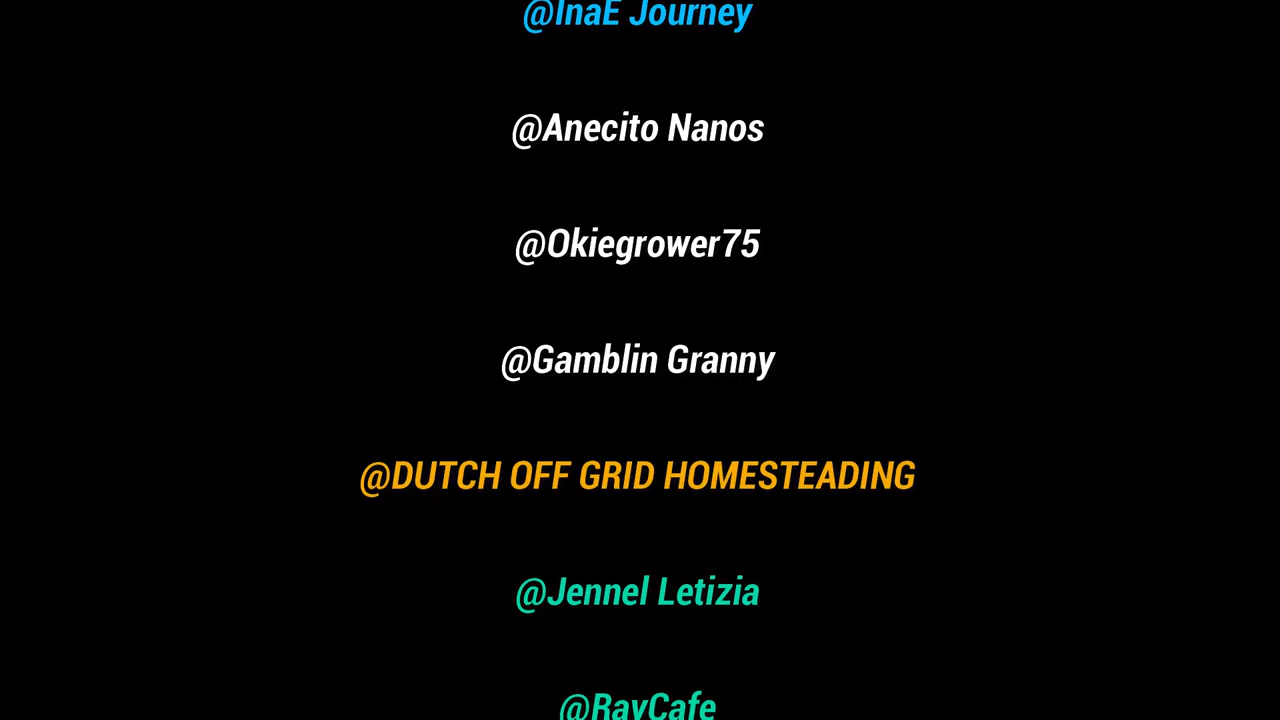 @InaE Journey
@Anecito Nanos
@Okiegrower75
@Gamblin Granny
@DUTCH OFF GRID HOMESTEADING
@Jennel Letizia
@RayCafe